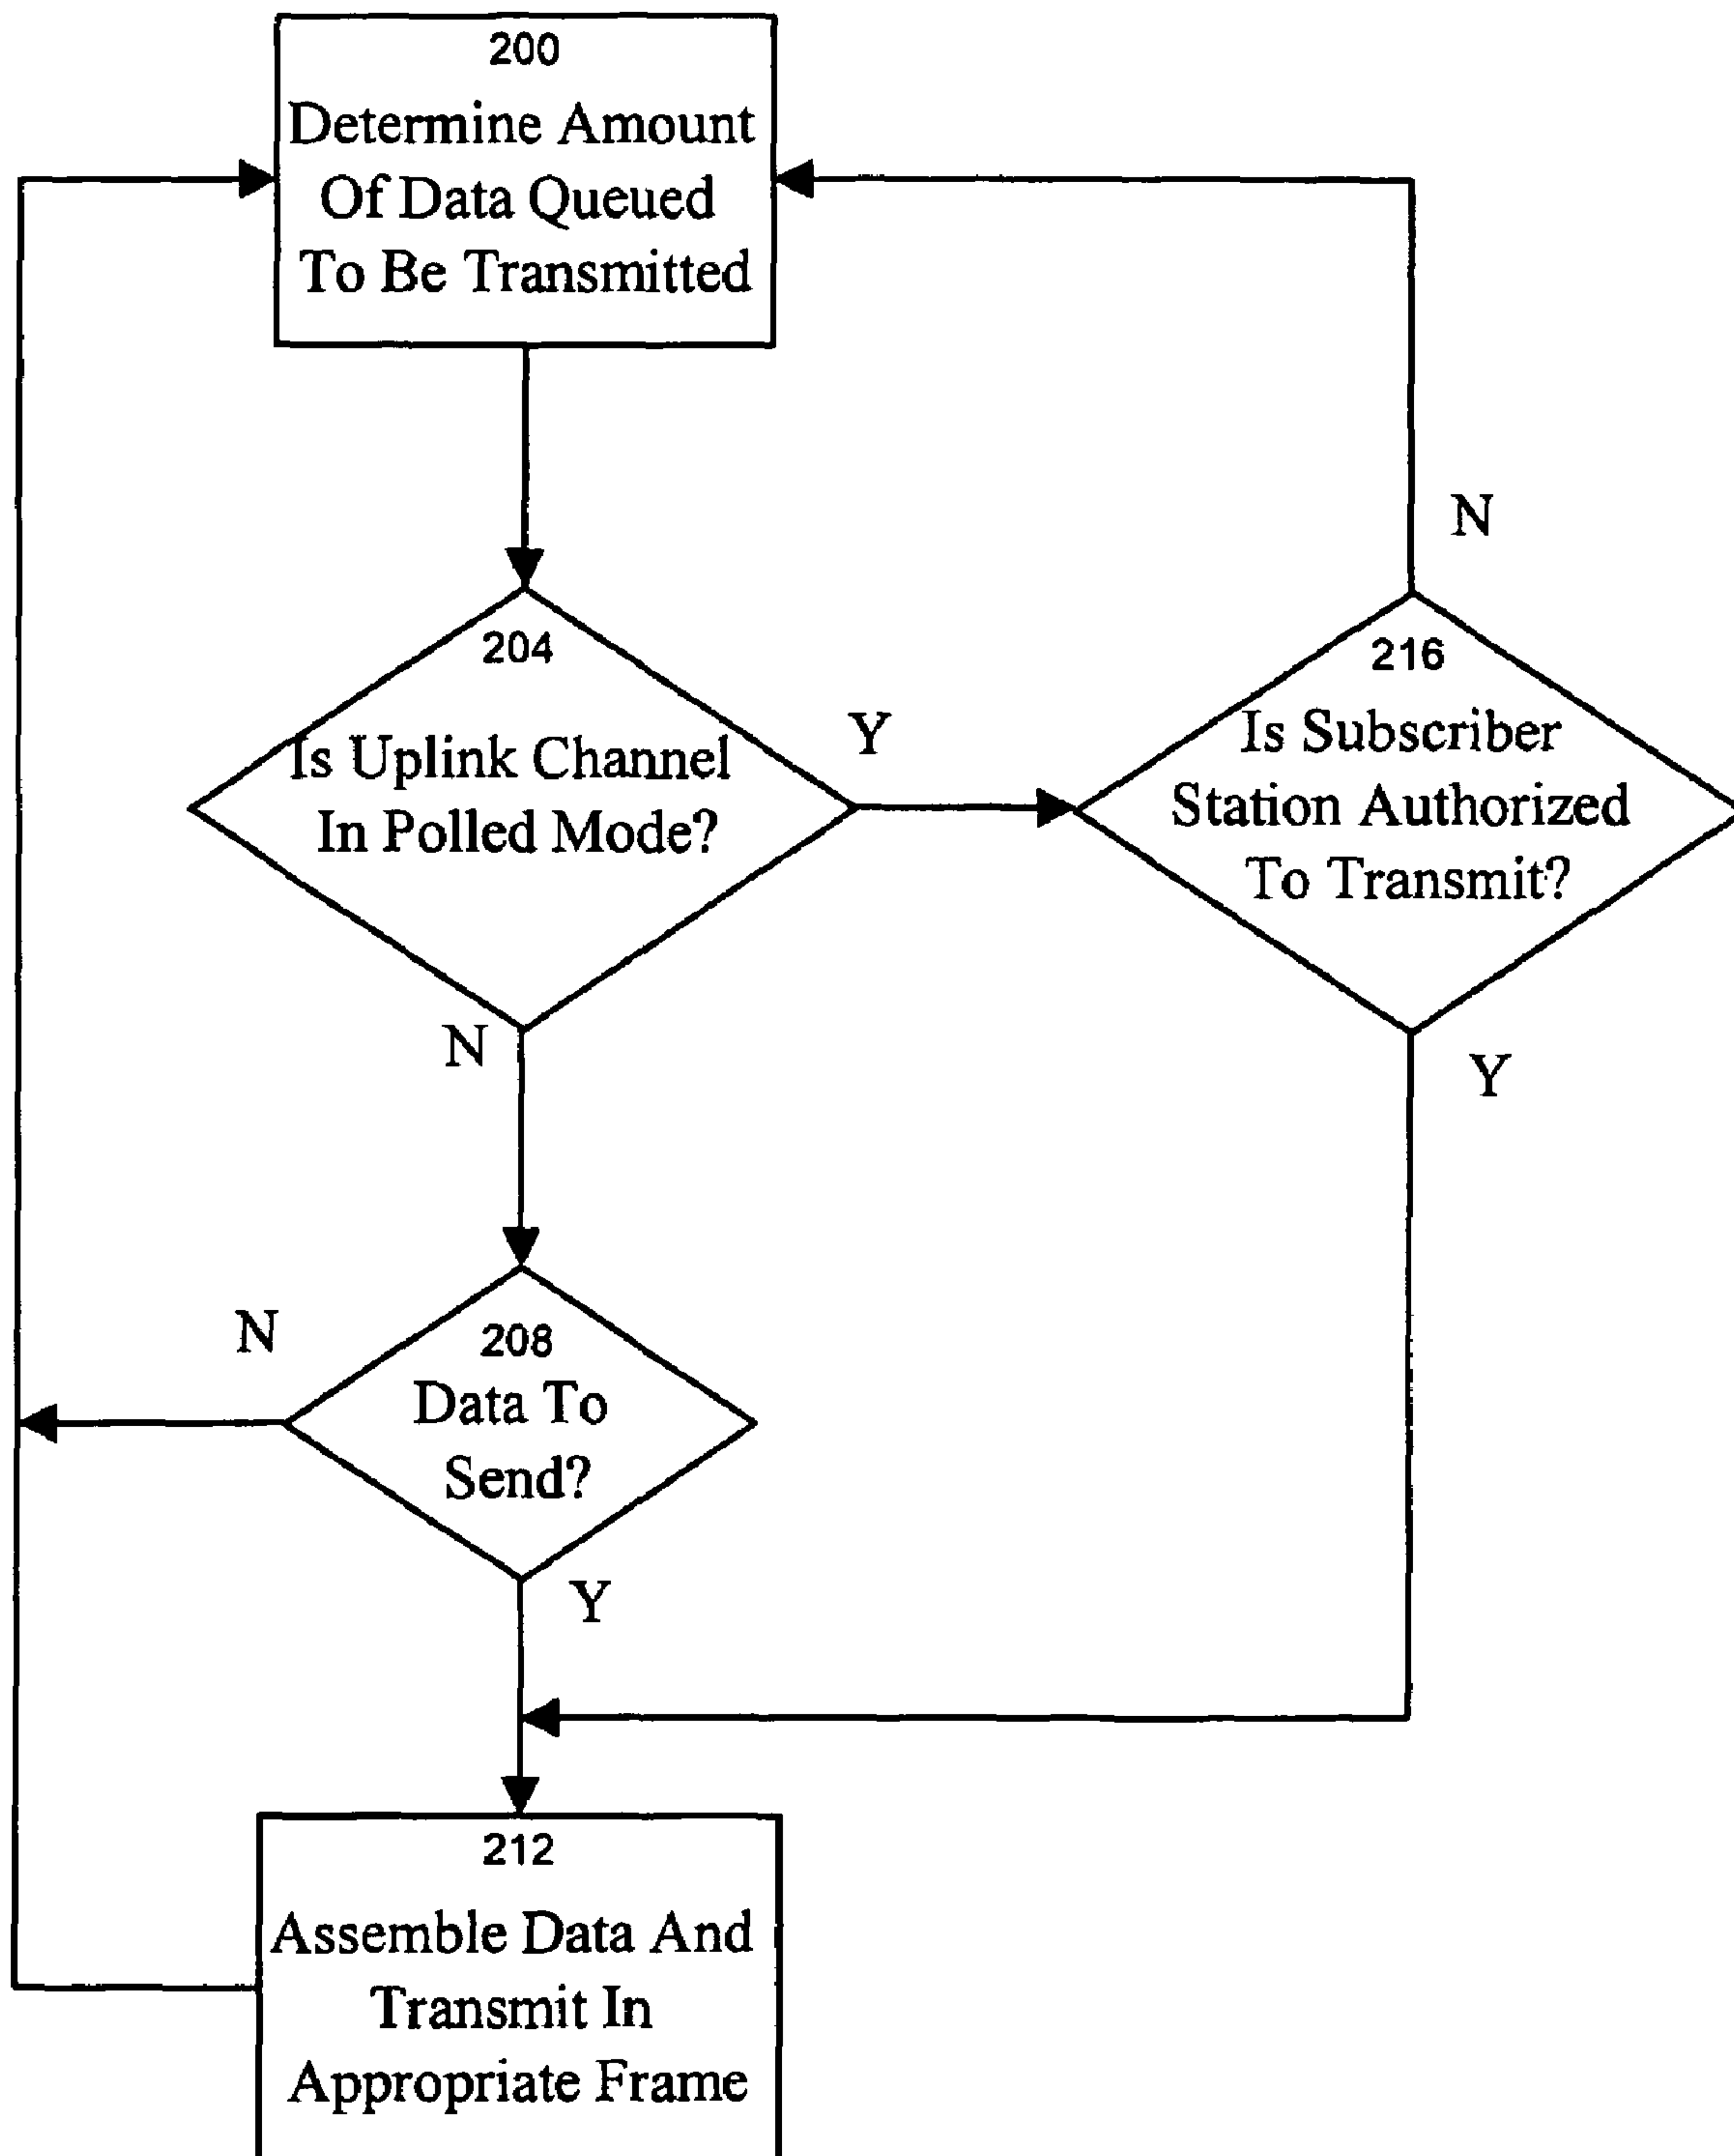 200
Determine Amount
Of Data Queued
To Be Transmitted
N
204
Is Uplink Channel
In Polled Mode?
Y
216
Is Subscriber
Station Authorized
To Transmit?
N
Y
N
208
Data To
Send?
Y
212
Assemble Data And
Transmit In
Appropriate Frame